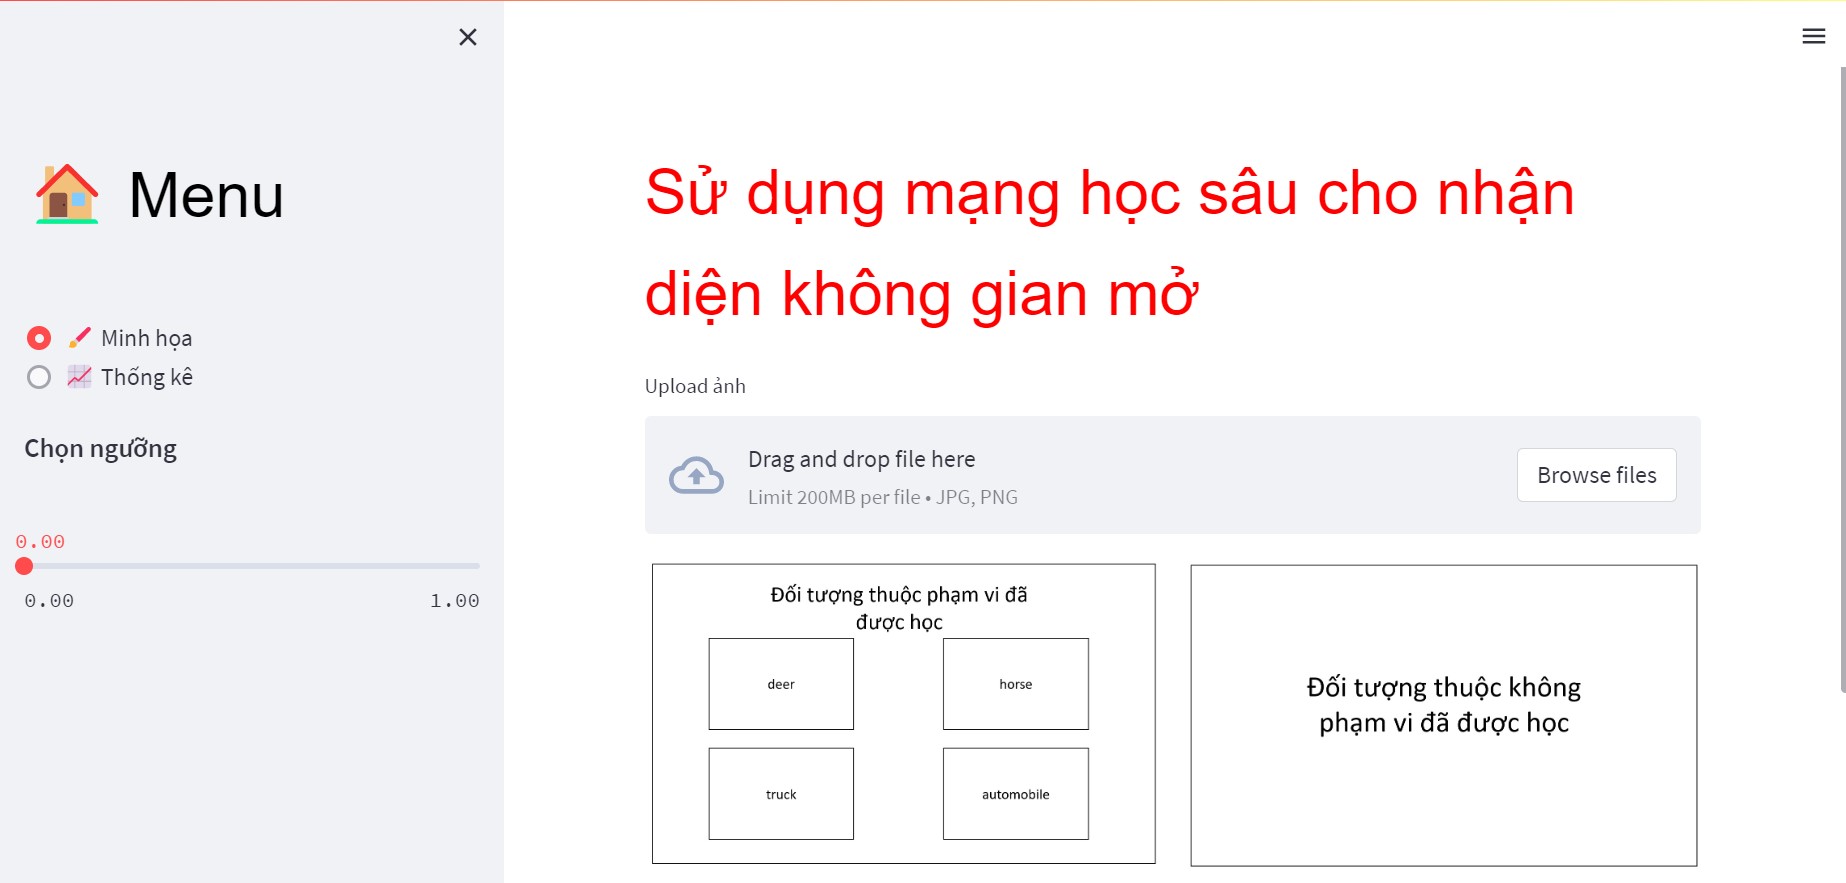 Menu
Minh họa
Thống kê
Chọn ngưỡng
0.00
0.00 1.00
Sử dụng mạng học sâu cho nhận
diện không gian mở
Upload ảnh
Drag and drop file here
Limit 200MB per file • JPG, PNG
Browse files
Đối tượng thuộc phạm vi đã
được học
deer horse
truck automobile
Đối tượng thuộc không
phạm vi đã được học